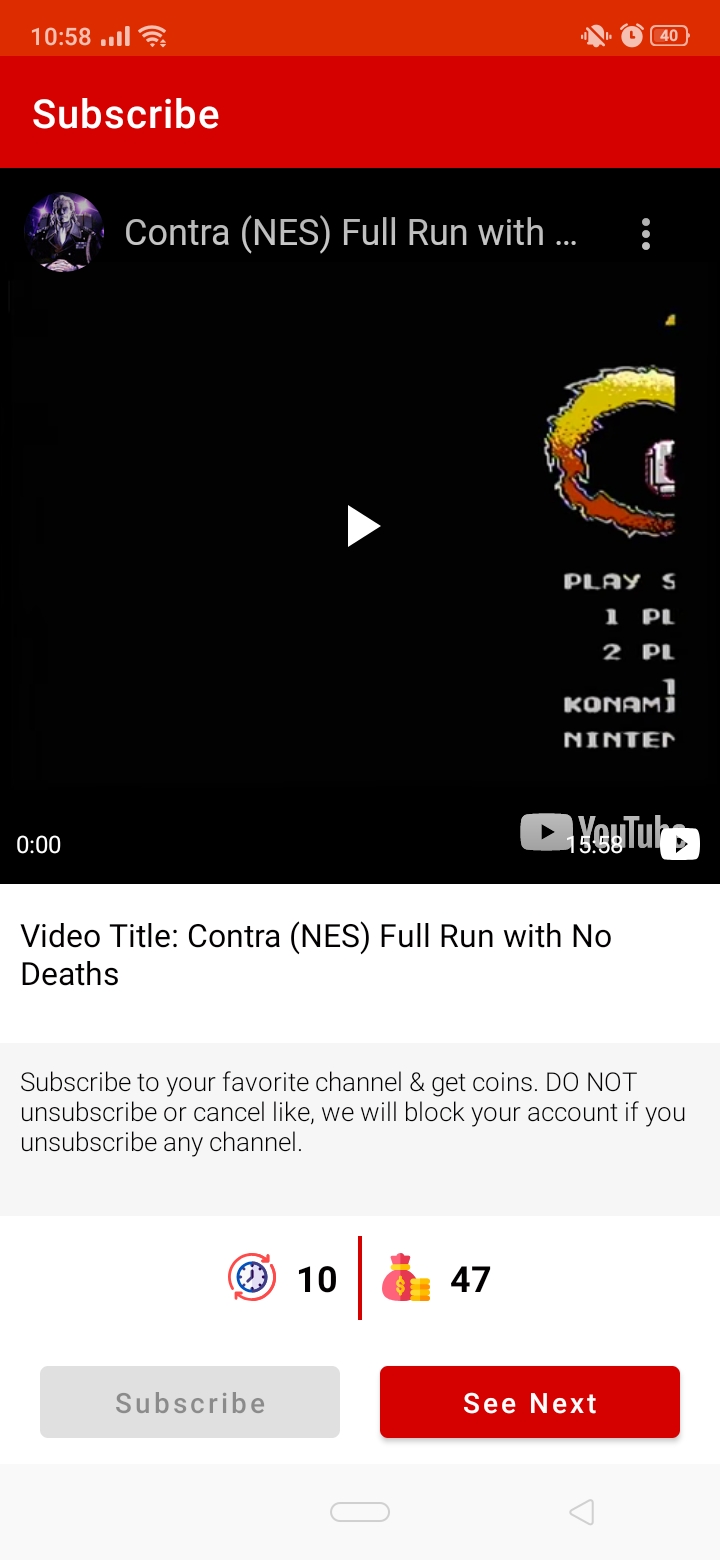 10:58
40
Subscribe
Contra (NES) Full Run with ...
PLAY S
1 PL
2 PL
1
KONAMI
NINTEN
YouTube
0:00
15:58
Video Title: Contra (NES) Full Run with No
Deaths
Subscribe to your favorite channel & get coins. DO NOT
unsubscribe or cancel like, we will block your account if you
unsubscribe any channel.
10
47
Subscribe
See Next